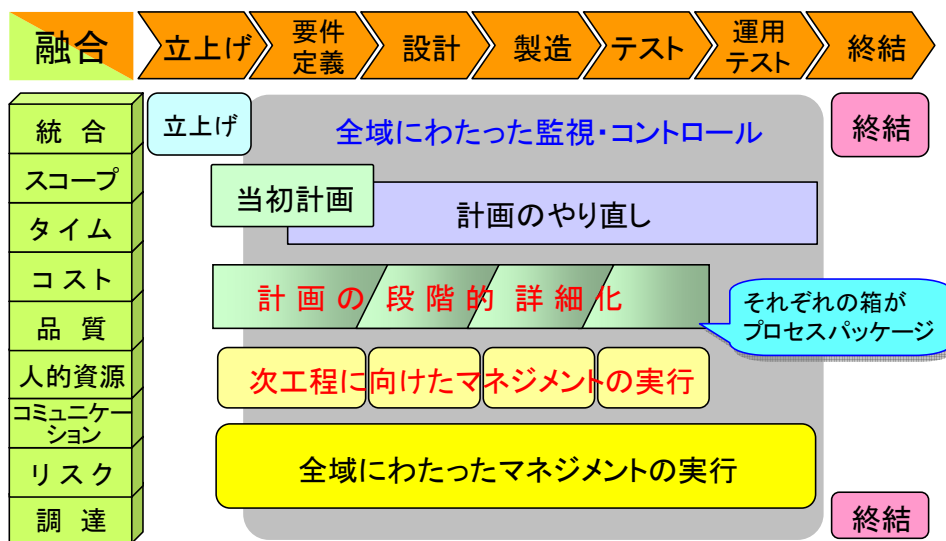 融合
立上げ
要件
定義
設計
製造
テスト
運用
テスト
終結
統 合
スコープ
タイム
コスト
品 質
人的資源
コミュニケー
ション
リスク
調 達
立上げ
全域にわたった監視・コントロール
終結
当初計画
計画のやり直し
計画の段階的詳細化
それぞれの箱が
プロセスパッケージ
次工程に向けたマネジメントの実行
全域にわたったマネジメントの実行
終結